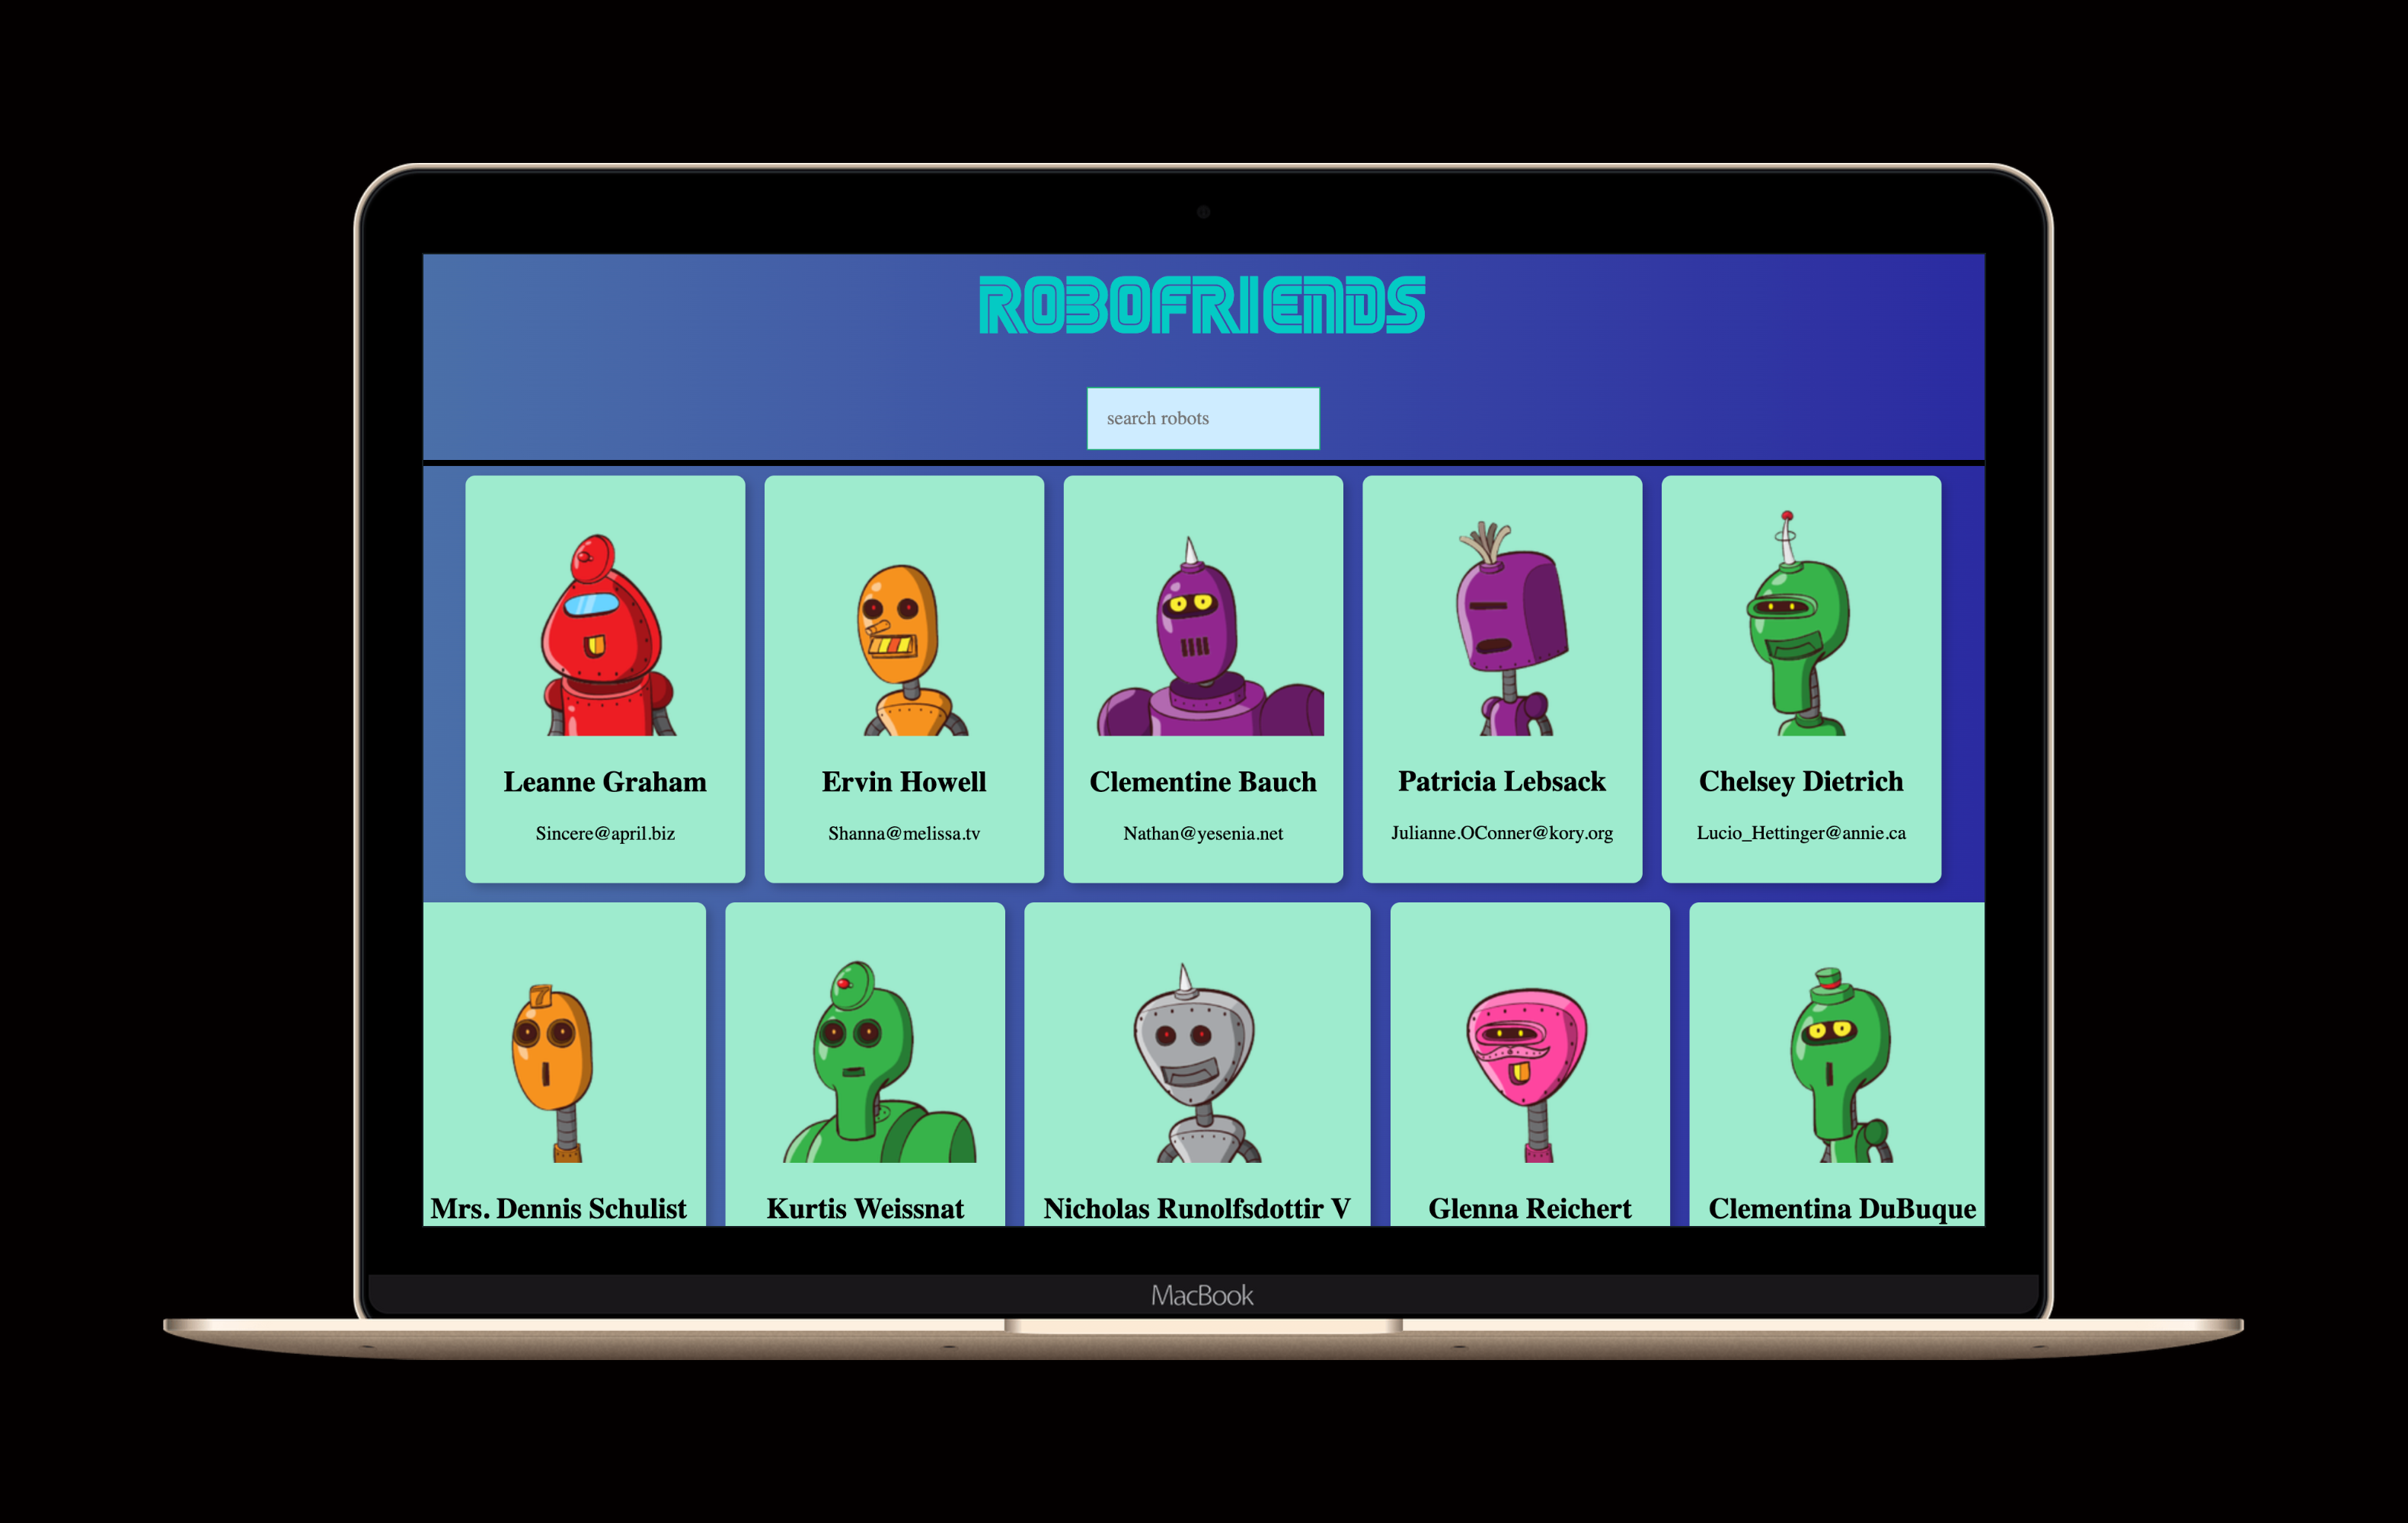 ROBOFRIENDS
search robots
Leanne Graham
Sincere@april.biz
Ervin Howell
Shanna@melissa.tv
Clementine Bauch
Nathan@yesenia.net
Patricia Lebsack
Julianne.OConner@kory.org
Chelsey Dietrich
Lucio_Hettinger@annie.ca
7
Mrs. Dennis Schulist
Kurtis Weissnat
Nicholas Runolfsdottir V
Glenna Reichert
Clementina DuBuque
MacBook